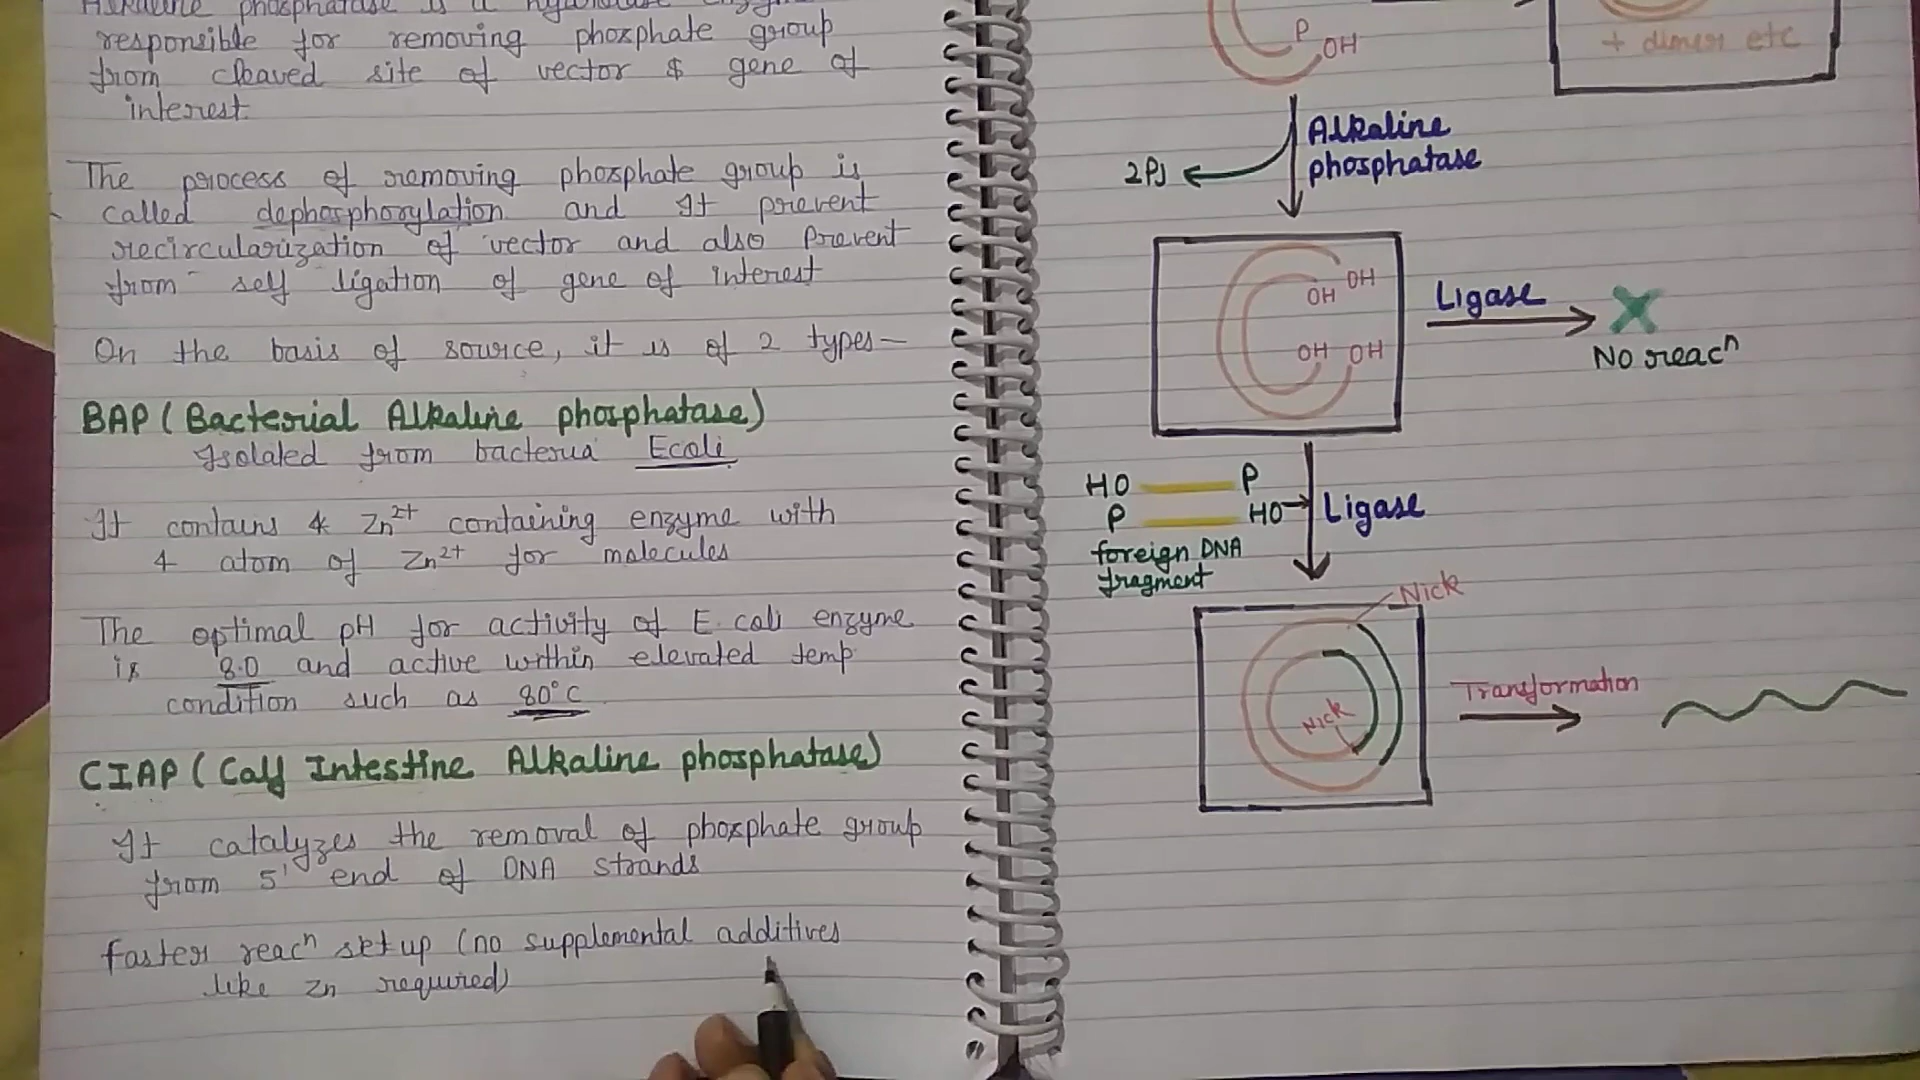 Alkaline phosphatase is a hydrolase enzyme
responsible for removing phosphate group
from cleaved site of vector & gene of
interest.
The process of removing phosphate group is
called dephosphorylation and It prevent
recircularization of vector and also Prevent
from self ligation of gene of interest
On the basis of source, it is of 2 types—
BAP (Bacterial Alkaline phosphatase)
Isolated from bacteria Ecoli
It contains 4 Zn2+ containing enzyme with
4 atom of Zn2+ for molecules
The optimal pH for activity of E. coli enzyme
is 8.0 and active within elevated temp
condition such as 80°C
CIAP (Calf Intestine Alkaline phosphatase)
It catalyzes the removal of phosphate group
from 5' end of DNA strands
faster reacn set up (no supplemental additives
like Zn required)
P
OH
+ dimer etc
Alkaline
phosphatase
2Pi
OH OH
OH OH
Ligase
No reacn
HO P
P HO
Ligase
foreign DNA
fragment
Nick
Nick
Transformation